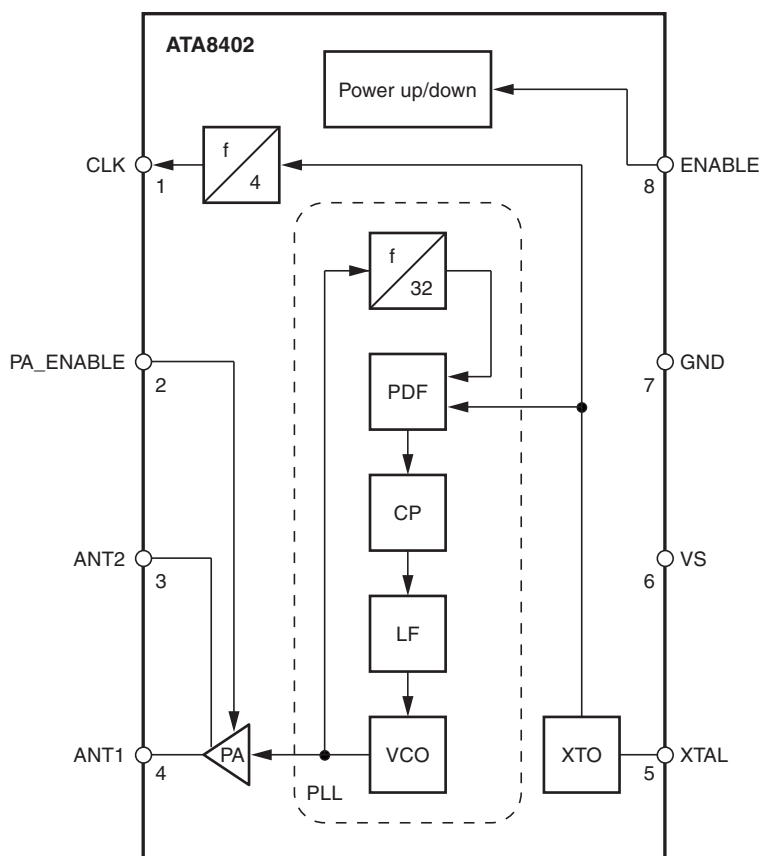 ATA8402
Power up/down
CLK
1
f
4
ENABLE
8
f
32
PA_ENABLE
2
PDF
GND
7
CP
ANT2
3
VS
6
LF
ANT1
4
PA
VCO
XTO
XTAL
5
PLL